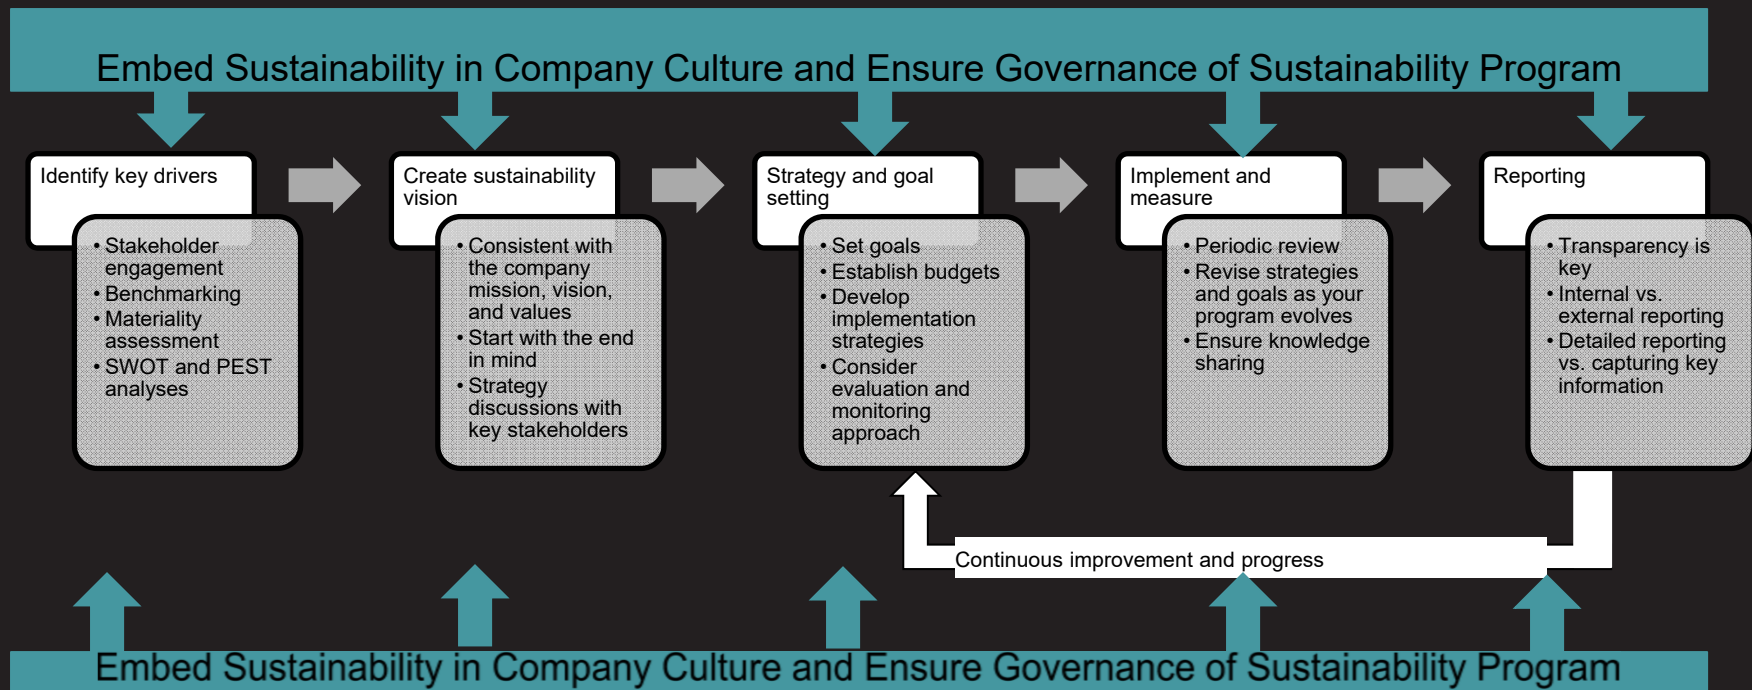 Embed Sustainability in Company Culture and Ensure Governance of Sustainability Program
Identify key drivers
• Stakeholder
engagement
• Benchmarking
• Materiality
assessment
• SWOT and PEST
analyses
Create sustainability
vision
• Consistent with
the company
mission, vision,
and values
• Start with the end
in mind
• Strategy
discussions with
key stakeholders
Strategy and goal
setting
• Set goals
• Establish budgets
• Develop
implementation
strategies
• Consider
evaluation and
monitoring
approach
Implement and
measure
• Periodic review
• Revise strategies
and goals as your
program evolves
• Ensure knowledge
sharing
Reporting
• Transparency is
key
• Internal vs.
external reporting
• Detailed reporting
vs. capturing key
information
Continuous improvement and progress
Embed Sustainability in Company Culture and Ensure Governance of Sustainability Program